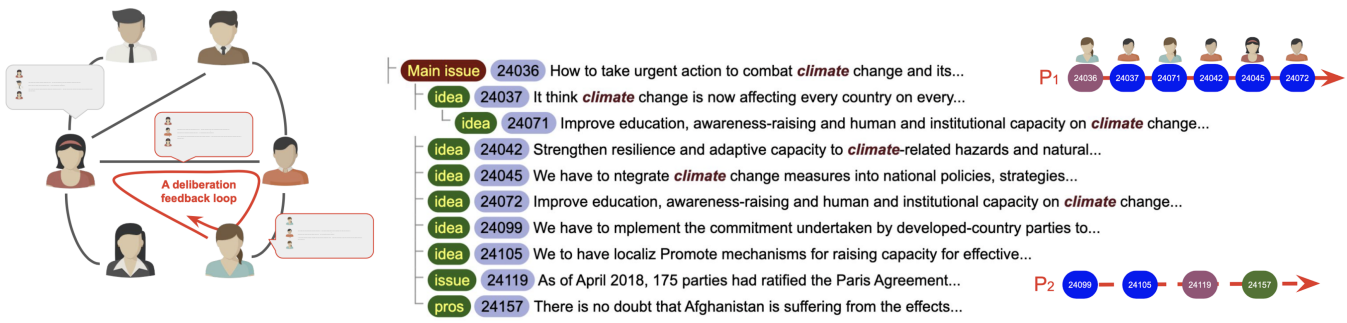 A deliberation
feedback loop
Main issue 24036 How to take urgent action to combat climate change and its...
idea 24037 It think climate change is now affecting every country on every...
idea 24071 Improve education, awareness-raising and human and institutional capacity on climate change...
idea 24042 Strengthen resilience and adaptive capacity to climate-related hazards and natural...
idea 24045 We have to ntegrate climate change measures into national policies, strategies...
idea 24072 Improve education, awareness-raising and human and institutional capacity on climate change...
idea 24099 We have to mplement the commitment undertaken by developed-country parties to...
idea 24105 We to have localiz Promote mechanisms for raising capacity for effective...
issue 24119 As of April 2018, 175 parties had ratified the Paris Agreement...
pros 24157 There is no doubt that Afghanistan is suffering from the effects...
P1 24036 24037 24071 24042 24045 24072
P2 24099 24105 24119 24157